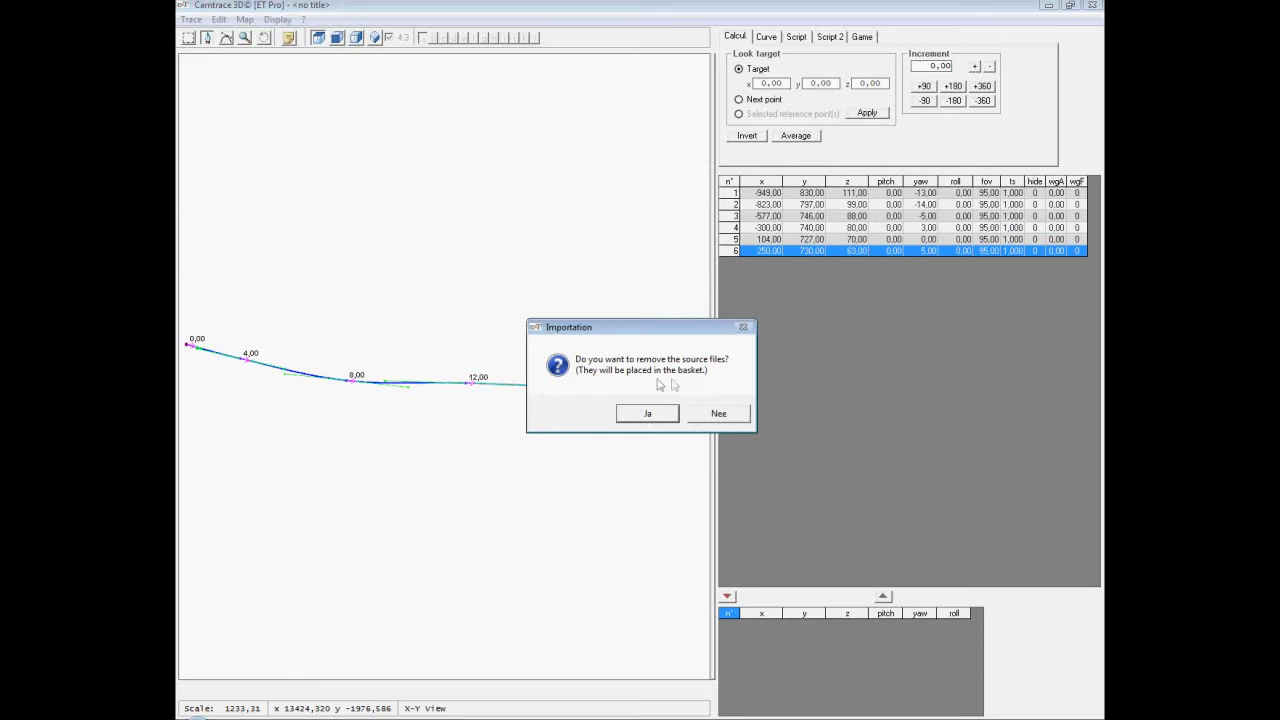 Camtrace 3D© [ET Pro] - <no title>
Trace Edit Map Display ?
4:3
Calcul. Curve Script Script 2 Game
Look target
Target
x 0,00 y 0,00 z 0,00
Next point
Selected reference point(s) Apply
Invert Average
Increment
0,00 + -
+90 +180 +360
-90 -180 -360
n° x y z pitch yaw roll fov ts hide wgA wgF
1 -949,00 830,00 111,00 0,00 -13,00 0,00 95,00 1,000 0 0,00 0
2 -823,00 797,00 99,00 0,00 -14,00 0,00 95,00 1,000 0 0,00 0
3 -577,00 746,00 88,00 0,00 -5,00 0,00 95,00 1,000 0 0,00 0
4 -300,00 740,00 80,00 0,00 3,00 0,00 95,00 1,000 0 0,00 0
5 104,00 727,00 70,00 0,00 0,00 0,00 95,00 1,000 0 0,00 0
6 250,00 730,00 63,00 0,00 5,00 0,00 95,00 1,000 0 0,00 0
0,00
4,00
8,00
12,00
Importation
Do you want to remove the source files?
(They will be placed in the basket.)
Ja Nee
n° x y z pitch yaw roll
Scale: 1233,31 x 13424,320 y -1976,586 X-Y View